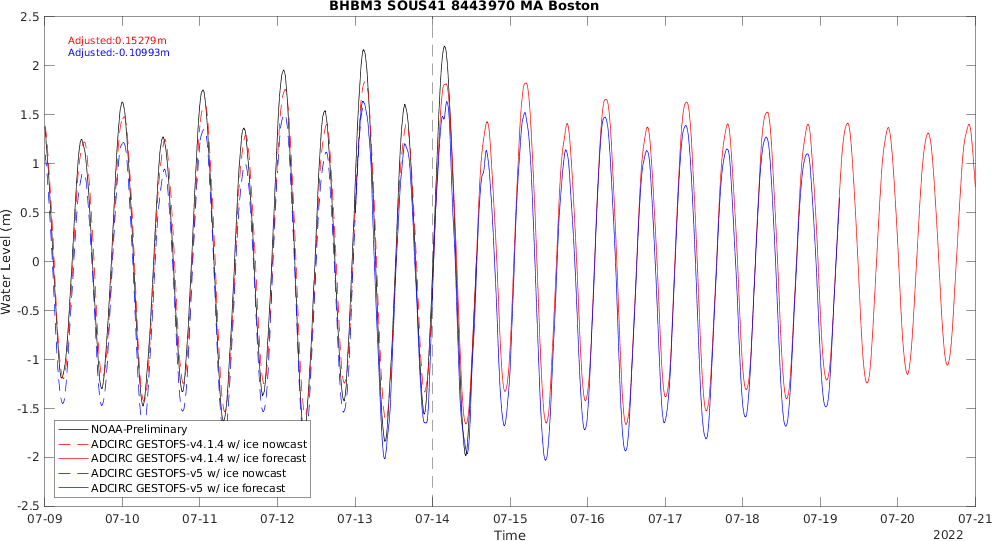 BHBM3 SOUS41 8443970 MA Boston
Adjusted:0.15279m
Adjusted:-0.10993m
Water Level (m)
2.5
2
1.5
1
0.5
0
-0.5
-1
-1.5
-2
-2.5
NOAA-Preliminary
ADCIRC GESTOFS-v4.1.4 w/ ice nowcast
ADCIRC GESTOFS-v4.1.4 w/ ice forecast
ADCIRC GESTOFS-v5 w/ ice nowcast
ADCIRC GESTOFS-v5 w/ ice forecast
07-09 07-10 07-11 07-12 07-13 07-14 07-15 07-16 07-17 07-18 07-19 07-20 07-21
Time
2022